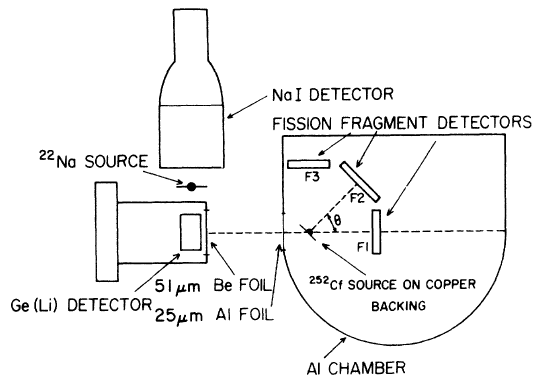 NaI DETECTOR
FISSION FRAGMENT DETECTORS
²²Na SOURCE
F3
F2
θ
F1
²⁵²Cf SOURCE ON COPPER
BACKING
51μm Be FOIL
Ge(Li) DETECTOR
25μm Al FOIL
Al CHAMBER